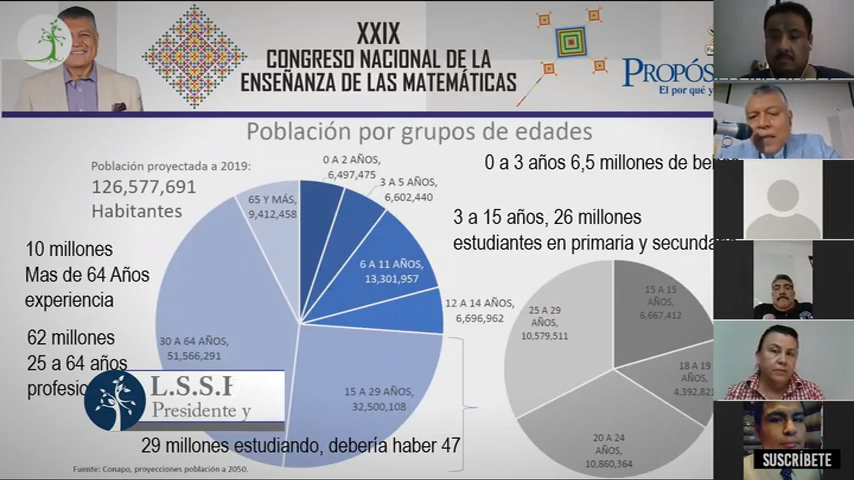 XXIX
CONGRESO NACIONAL DE LA
ENSEÑANZA DE LAS MATEMÁTICAS
PROPÓS
El por qué y
Población por grupos de edades
Población proyectada a 2019:
126,577,691
Habitantes
0 A 2 AÑOS,
6,497,475
3 A 5 AÑOS,
6,602,440
65 Y MÁS,
9,412,458
6 A 11 AÑOS,
13,301,957
12 A 14 AÑOS,
6,696,962
30 A 64 AÑOS,
51,566,291
15 A 29 AÑOS,
32,500,108
0 a 3 años 6,5 millones de
3 a 15 años, 26 millones
estudiantes en primaria y
10 millones
Mas de 64 Años
experiencia
62 millones
25 a 64 años
profesio
L.S.S.F
Presidente y
29 millones estudiando, debería haber 47
Fuente: Conapo, proyecciones población a 2050.
15 A 15
AÑOS,
6,667,412
25 A 29
AÑOS,
10,579,511
18 A 19
AÑOS,
4,392,821
20 A 24
AÑOS,
10,860,364
SUSCRÍBETE